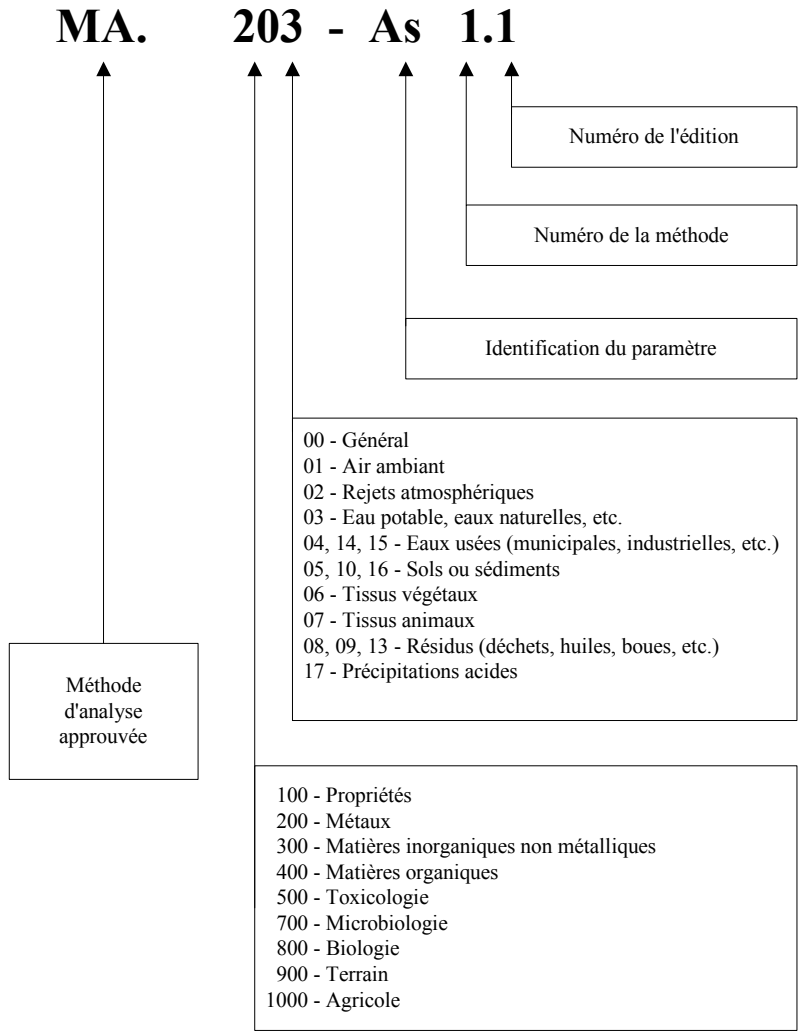 MA. 203 - As 1.1
Numéro de l'édition
Numéro de la méthode
Identification du paramètre
00 - Général
01 - Air ambiant
02 - Rejets atmosphériques
03 - Eau potable, eaux naturelles, etc.
04, 14, 15 - Eaux usées (municipales, industrielles, etc.)
05, 10, 16 - Sols ou sédiments
06 - Tissus végétaux
07 - Tissus animaux
08, 09, 13 - Résidus (déchets, huiles, boues, etc.)
17 - Précipitations acides
Méthode
d'analyse
approuvée
100 - Propriétés
200 - Métaux
300 - Matières inorganiques non métalliques
400 - Matières organiques
500 - Toxicologie
700 - Microbiologie
800 - Biologie
900 - Terrain
1000 - Agricole